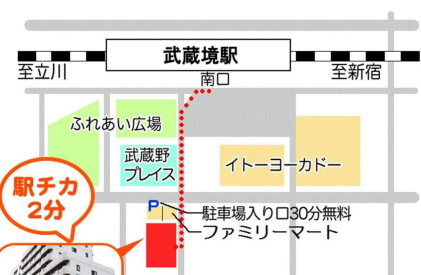 武蔵境駅
至立川
南口
至新宿
ふれあい広場
武蔵野
プレイス
イトーヨーカドー
駅チカ
2分
P
駐車場入り口30分無料
ファミリーマート